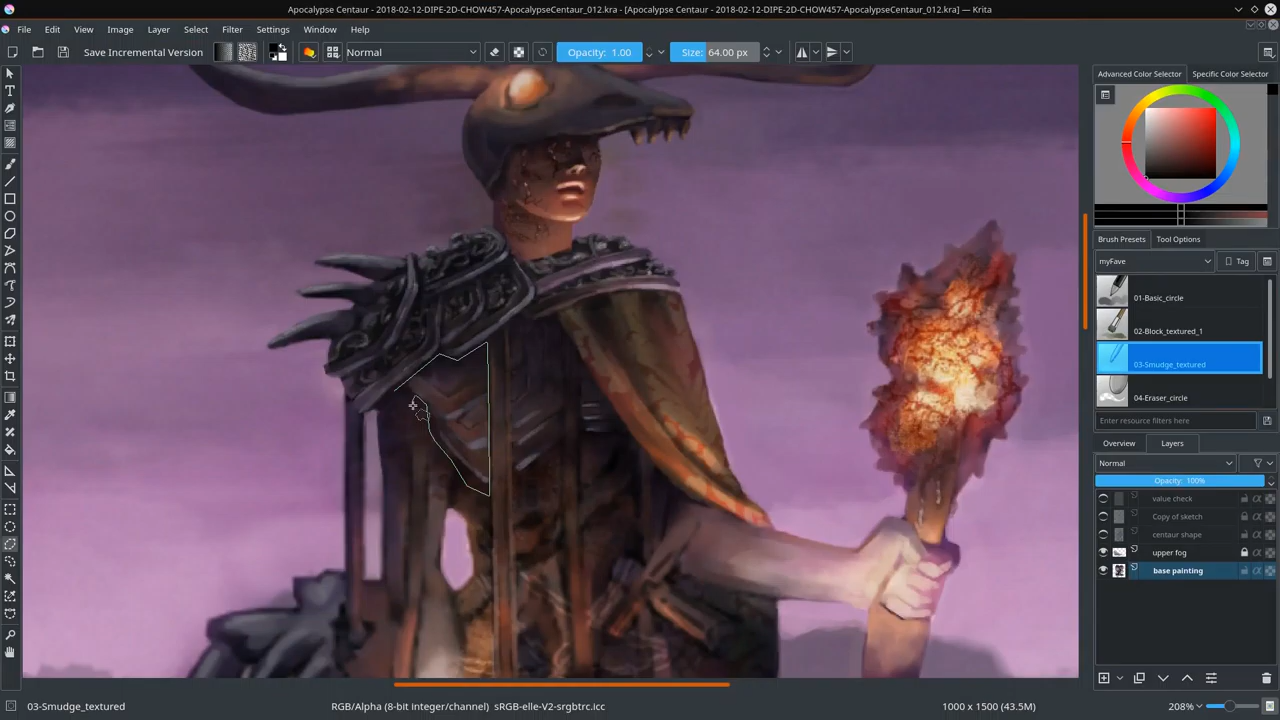 Apocalypse Centaur - 2018-02-12-DIPE-2D-CHOW457-ApocalypseCentaur_012.kra - [Apocalypse Centaur - 2018-02-12-DIPE-2D-CHOW457-ApocalypseCentaur_012.kra] — Krita
File Edit View Image Layer Select Filter Settings Window Help
Save Incremental Version Normal Opacity: 1.00 Size: 64.00 px
Advanced Color Selector Specific Color Selector
Brush Presets Tool Options
myFave Tag
01-Basic_circle
02-Block_textured_1
03-Smudge_textured
04-Eraser_circle
Enter resource filters here
Overview Layers
Normal
Opacity: 100%
value check
Copy of sketch
centaur shape
upper fog
base painting
03-Smudge_textured RGB/Alpha (8-bit integer/channel) sRGB-elle-V2-srgbtrc.icc 1000 x 1500 (43.5M) 208%